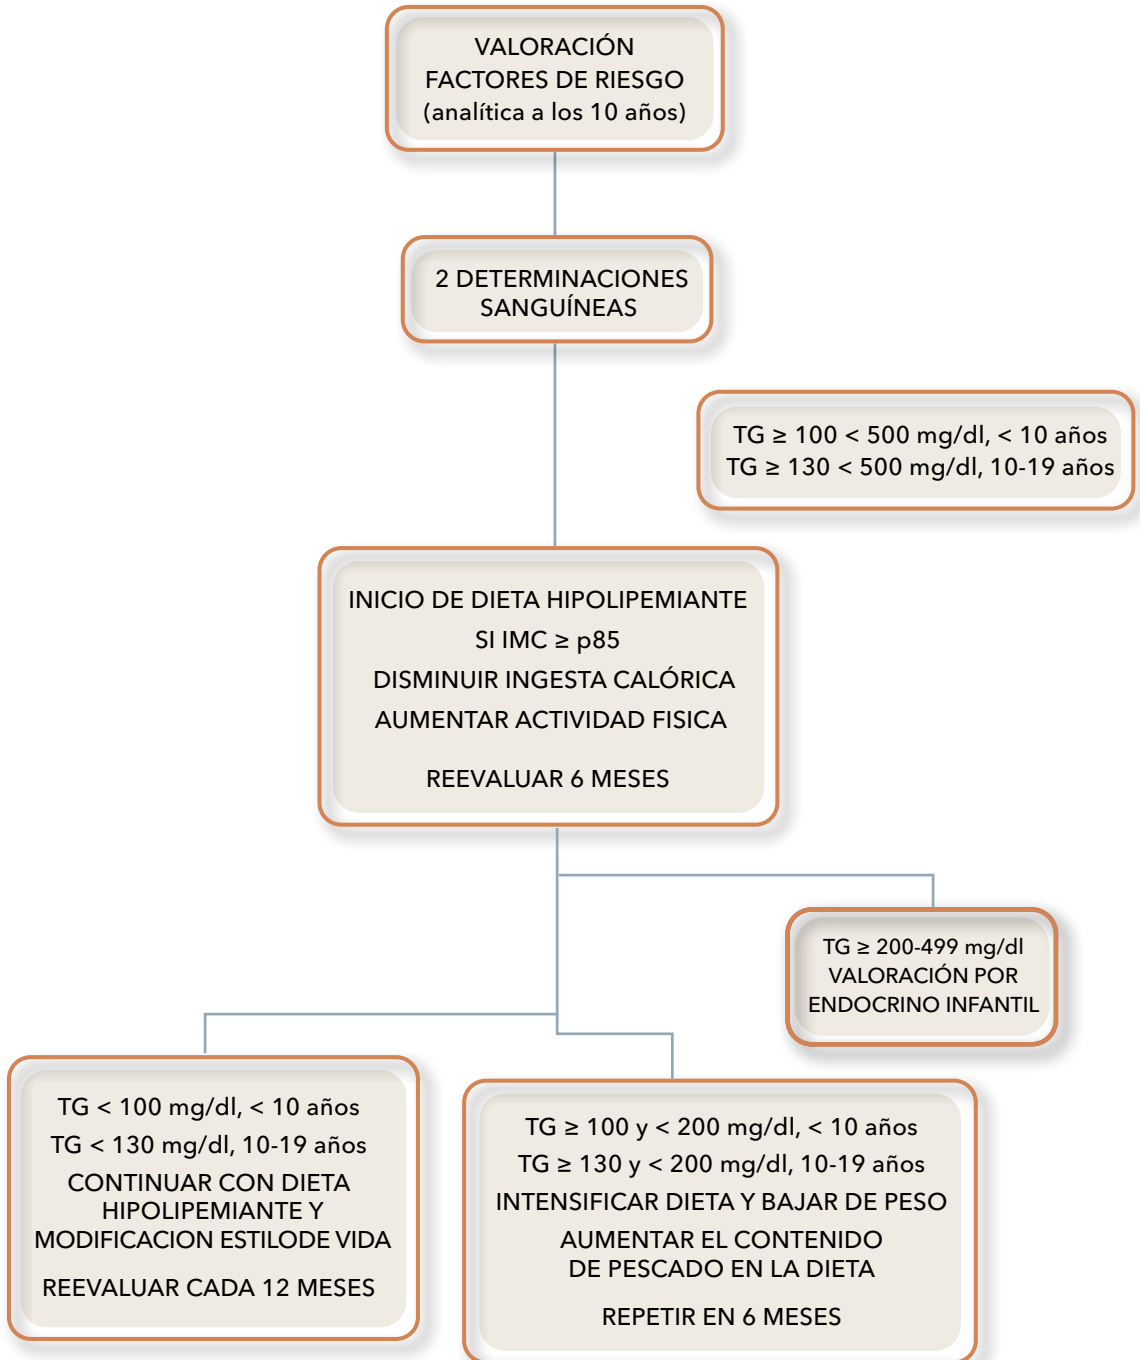 VALORACIÓN
FACTORES DE RIESGO
(analítica a los 10 años)
2 DETERMINACIONES
SANGUÍNEAS
TG ≥ 100 < 500 mg/dl, < 10 años
TG ≥ 130 < 500 mg/dl, 10-19 años
INICIO DE DIETA HIPOLIPEMIANTE
SI IMC ≥ p85
DISMINUIR INGESTA CALÓRICA
AUMENTAR ACTIVIDAD FISICA
REEVALUAR 6 MESES
TG ≥ 200-499 mg/dl
VALORACIÓN POR
ENDOCRINO INFANTIL
TG < 100 mg/dl, < 10 años
TG < 130 mg/dl, 10-19 años
CONTINUAR CON DIETA
HIPOLIPEMIANTE Y
MODIFICACION ESTILODE VIDA
REEVALUAR CADA 12 MESES
TG ≥ 100 y < 200 mg/dl, < 10 años
TG ≥ 130 y < 200 mg/dl, 10-19 años
INTENSIFICAR DIETA Y BAJAR DE PESO
AUMENTAR EL CONTENIDO
DE PESCADO EN LA DIETA
REPETIR EN 6 MESES